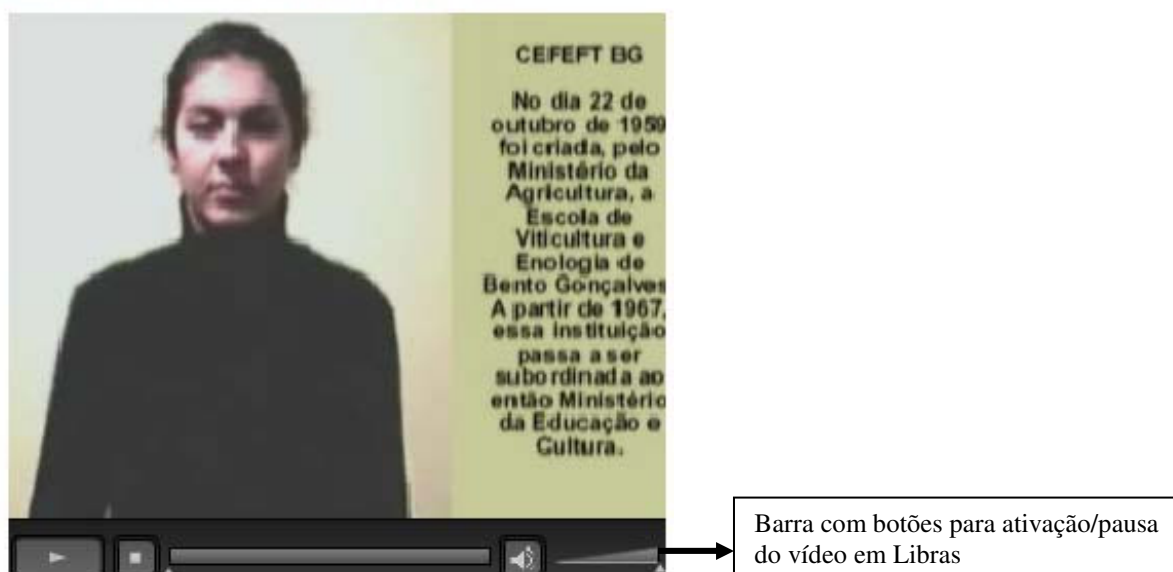 CEFEFT BG
No dia 22 de
outubro de 1959
foi criada, pelo
Ministério da
Agricultura, a
Escola de
Viticultura e
Enologia de
Bento Gonçalves
A partir de 1967,
essa instituição
passa a ser
subordinada ao
então Ministério
da Educação e
Cultura.
Barra com botões para ativação/pausa
do vídeo em Libras